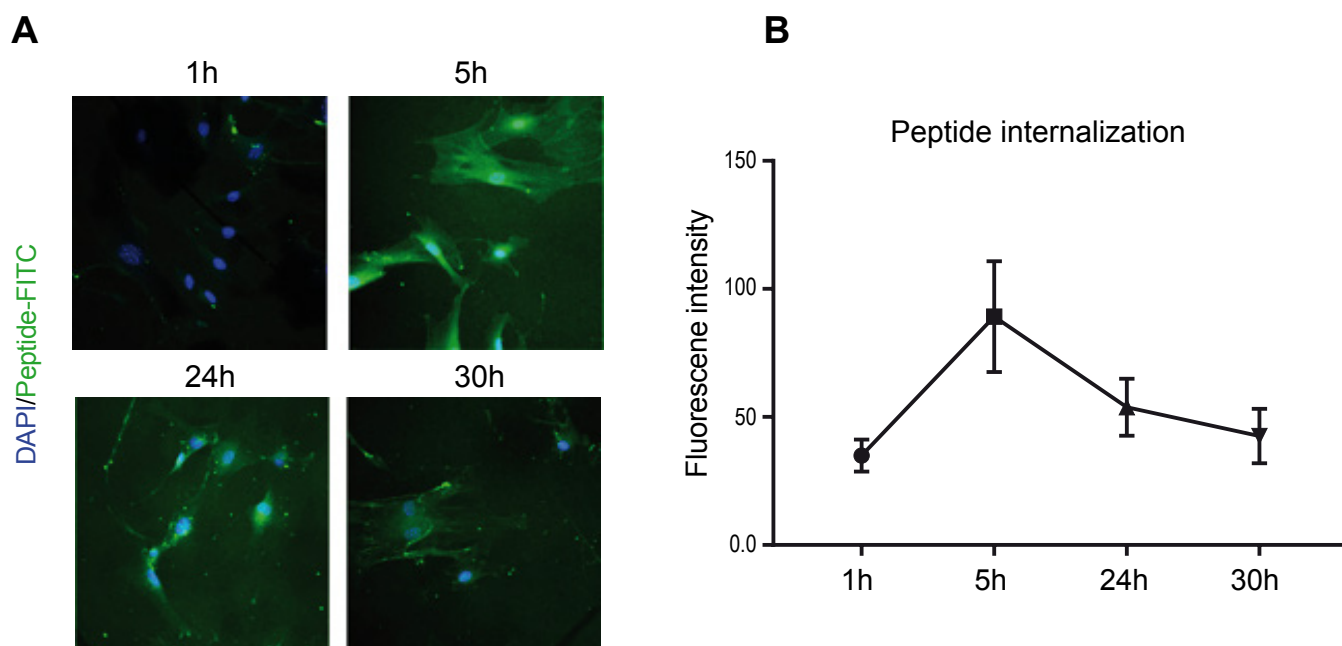 A
1h
5h
24h
30h
DAPI/Peptide-FITC
B
Peptide internalization
Fluorescene intensity
150
100
50
0.0
1h
5h
24h
30h